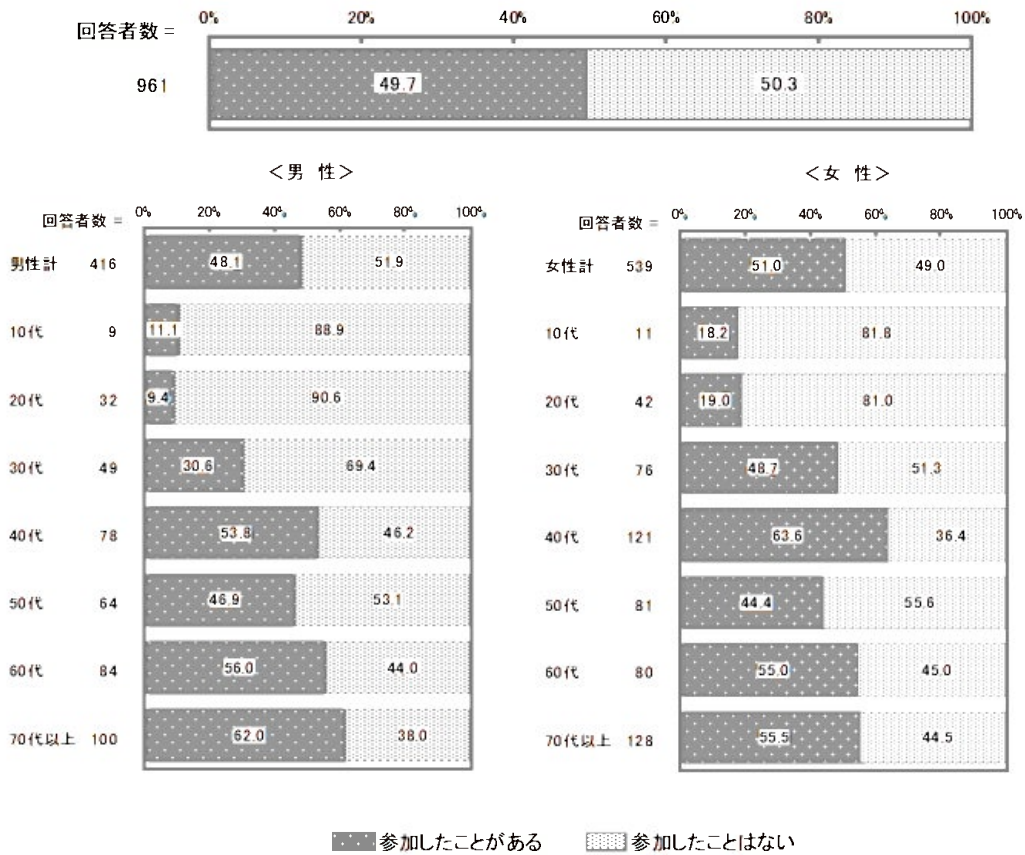 0% 20% 40% 60% 80% 100%
回答者数 =
961 49.7 50.3
＜男 性＞
0% 20% 40% 60% 80% 100%
回答者数 =
男性計 416 48.1 51.9
10代 9 11.1 88.9
20代 32 9.4 90.6
30代 49 30.6 69.4
40代 78 53.8 46.2
50代 64 46.9 53.1
60代 84 56.0 44.0
70代以上 100 62.0 38.0
＜女 性＞
0% 20% 40% 60% 80% 100%
回答者数 =
女性計 539 51.0 49.0
10代 11 18.2 81.8
20代 42 19.0 81.0
30代 76 48.7 51.3
40代 121 63.6 36.4
50代 81 44.4 55.6
60代 80 55.0 45.0
70代以上 128 55.5 44.5
参加したことがある 参加したことはない